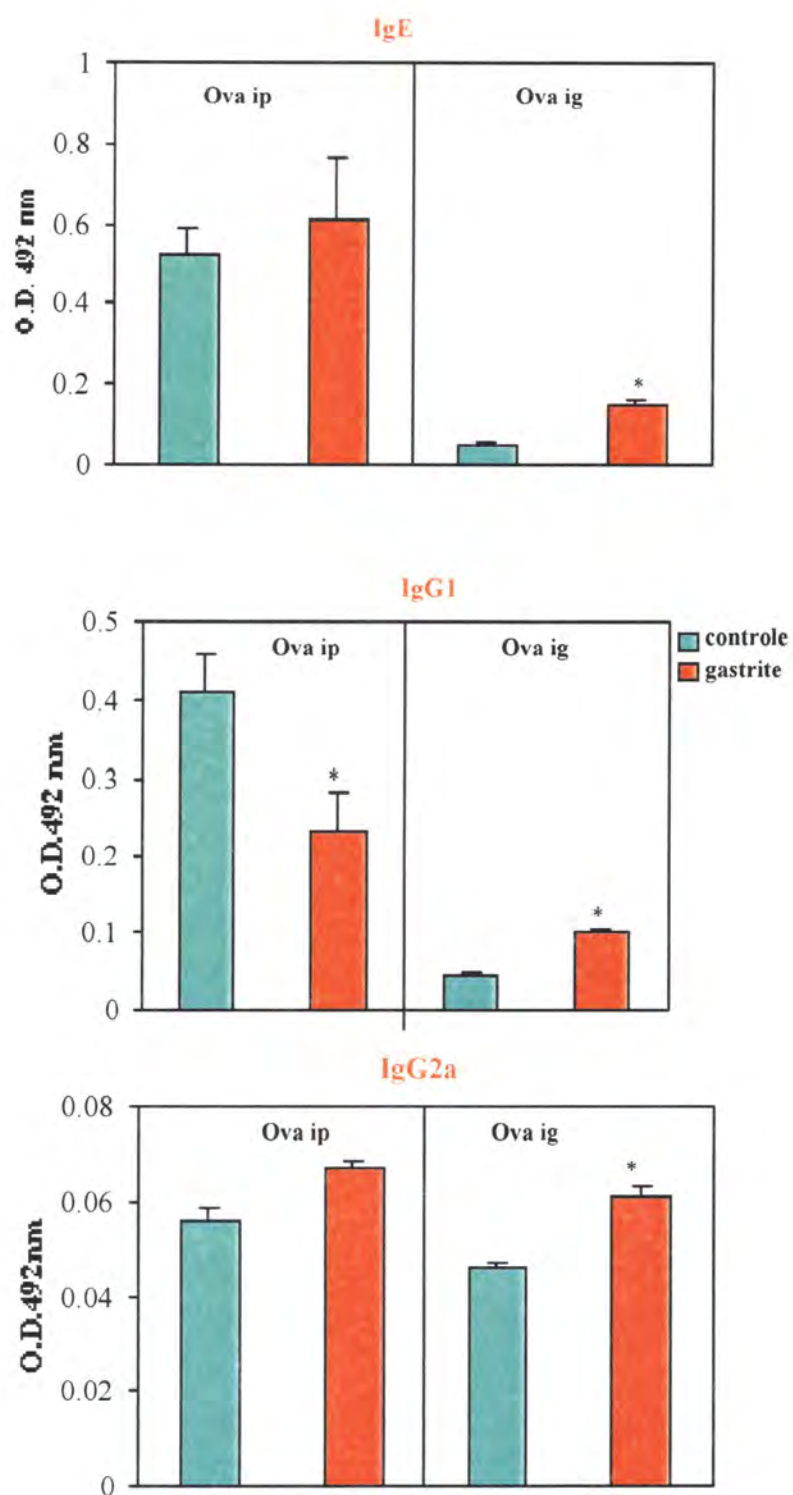 IgE
1
Ova ip Ova ig
0.8
0.6
O.D. 492 nm
0.4
*
0.2
0
IgG1
0.5
Ova ip Ova ig
controle
gastrite
0.4
O.D.492 nm
0.3
*
0.2
*
0.1
0
IgG2a
0.08
Ova ip Ova ig
*
0.06
O.D.492nm
0.04
0.02
0